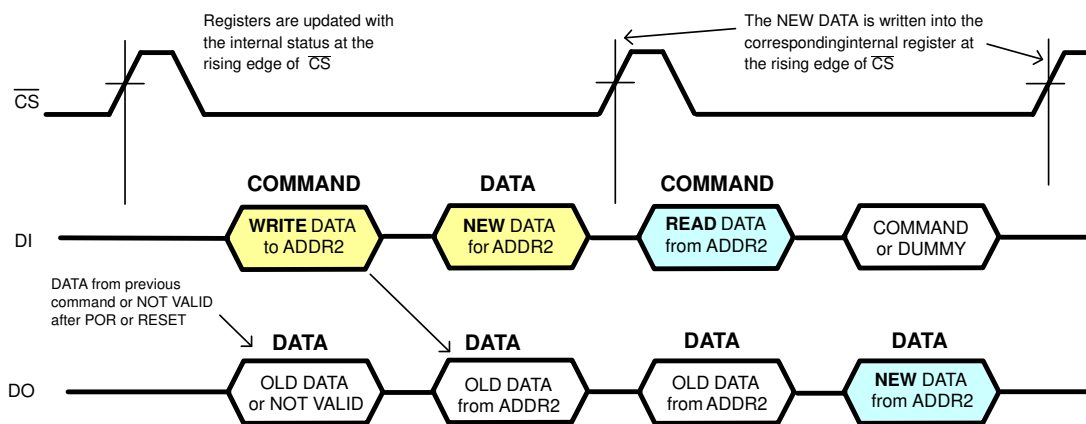 Registers are updated with
the internal status at the
rising edge of CS
The NEW DATA is written into the
correspondinginternal register at
the rising edge of CS
CS
COMMAND
DATA
COMMAND
DI
WRITE DATA
to ADDR2
NEW DATA
for ADDR2
READ DATA
from ADDR2
COMMAND
or DUMMY
DATA from previous
command or NOT VALID
after POR or RESET
DATA
DATA
DATA
DATA
DO
OLD DATA
or NOT VALID
OLD DATA
from ADDR2
OLD DATA
from ADDR2
NEW DATA
from ADDR2